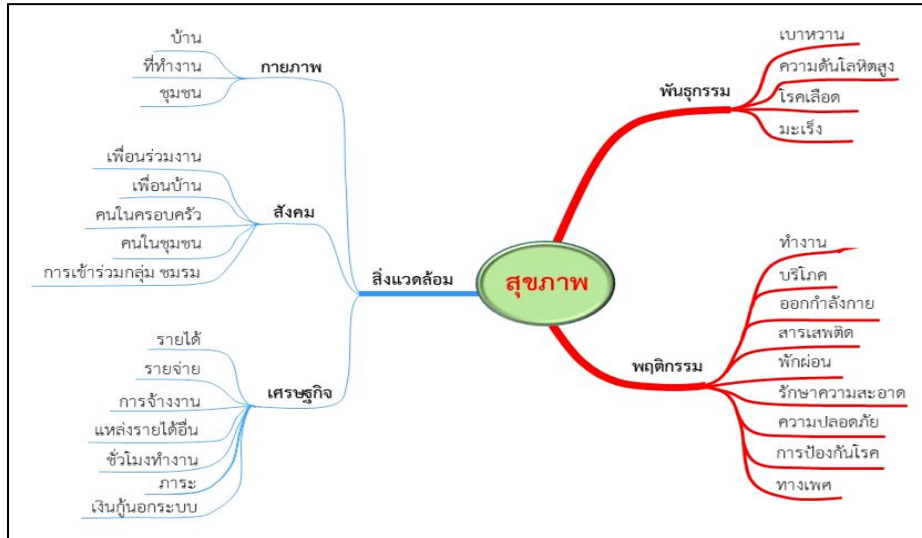 สุขภาพ
พันธุกรรม
เบาหวาน
ความดันโลหิตสูง
โรคเลือด
มะเร็ง
พฤติกรรม
ทำงาน
บริโภค
ออกกำลังกาย
สารเสพติด
พักผ่อน
รักษาความสะอาด
ความปลอดภัย
การป้องกันโรค
ทางเพศ
สิ่งแวดล้อม
กายภาพ
บ้าน
ที่ทำงาน
ชุมชน
สังคม
เพื่อนร่วมงาน
เพื่อนบ้าน
คนในครอบครัว
คนในชุมชน
การเข้าร่วมกลุ่ม ชมรม
เศรษฐกิจ
รายได้
รายจ่าย
การจ้างงาน
แหล่งรายได้อื่น
ชั่วโมงทำงาน
ภาระ
เงินกู้นอกระบบ